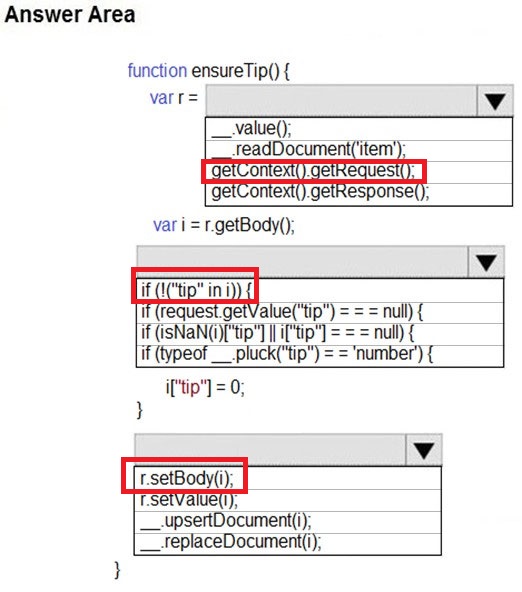 Answer Area
function ensureTip() {
var r =
__.value();
__.readDocument('item');
getContext().getRequest();
getContext().getResponse();
var i = r.getBody();
if (!("tip" in i)) {
if (request.getValue("tip") = = = null) {
if (isNaN(i)["tip"] || i["tip"] = = = null) {
if (typeof __.pluck("tip") = = 'number') {
i["tip"] = 0;
}
r.setBody(i);
r.setValue(i);
__.upsertDocument(i);
__.replaceDocument(i);
}